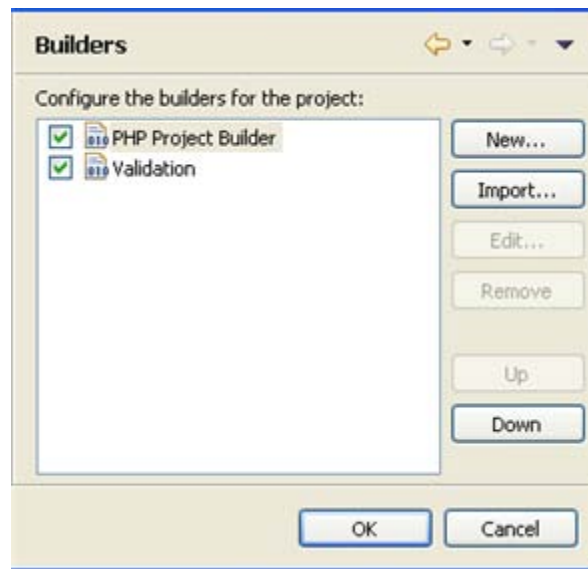 Builders
Configure the builders for the project:
PHP Project Builder
Validation
New...
Import...
Edit...
Remove
Up
Down
OK
Cancel